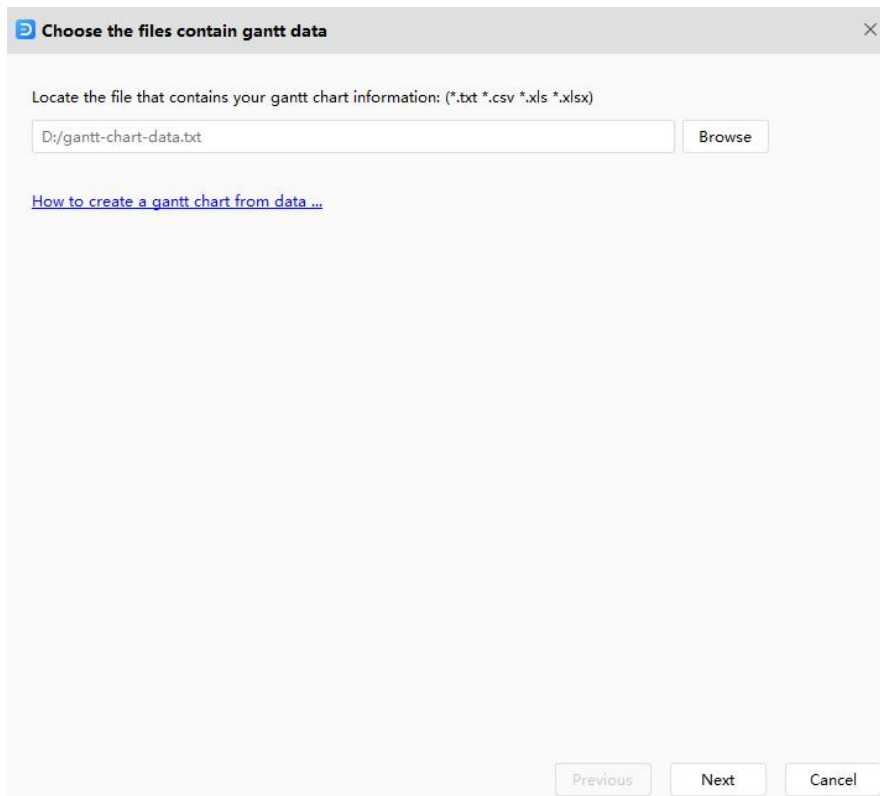 Choose the files contain gantt data
Locate the file that contains your gantt chart information: (*.txt *.csv *.xls *.xlsx)
D:/gantt-chart-data.txt
Browse
How to create a gantt chart from data ...
Previous
Next
Cancel